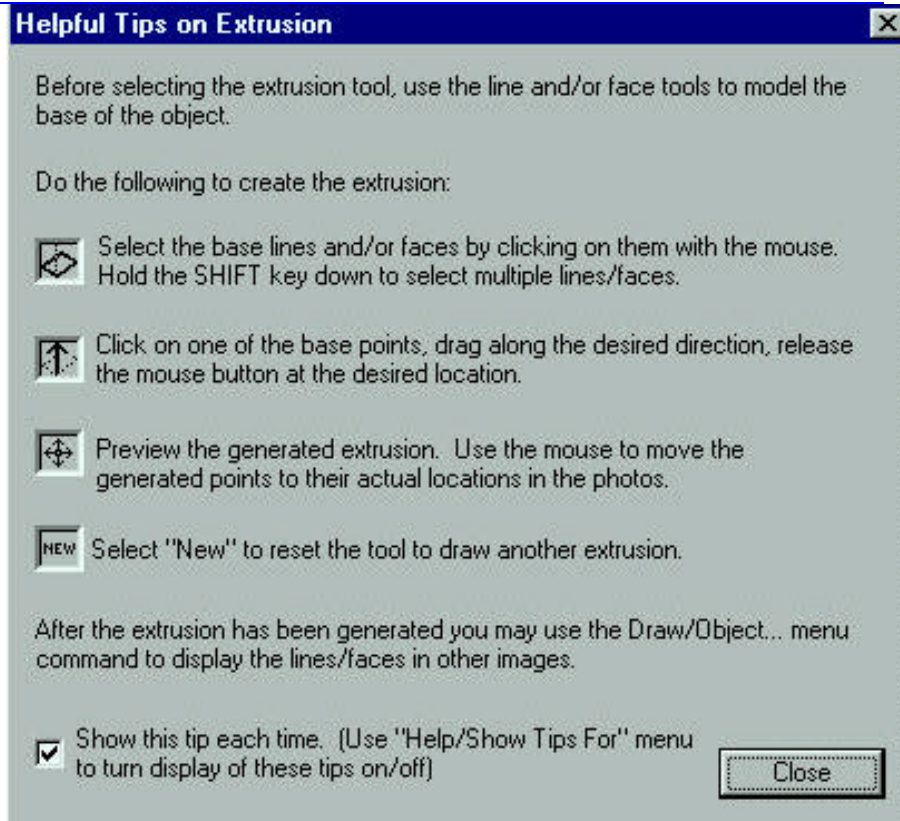 Helpful Tips on Extrusion
Before selecting the extrusion tool, use the line and/or face tools to model the
base of the object.
Do the following to create the extrusion:
Select the base lines and/or faces by clicking on them with the mouse.
Hold the SHIFT key down to select multiple lines/faces.
Click on one of the base points, drag along the desired direction, release
the mouse button at the desired location.
Preview the generated extrusion.  Use the mouse to move the
generated points to their actual locations in the photos.
NEW Select "New" to reset the tool to draw another extrusion.
After the extrusion has been generated you may use the Draw/Object... menu
command to display the lines/faces in other images.
Show this tip each time.  (Use "Help/Show Tips For" menu
to turn display of these tips on/off)
Close